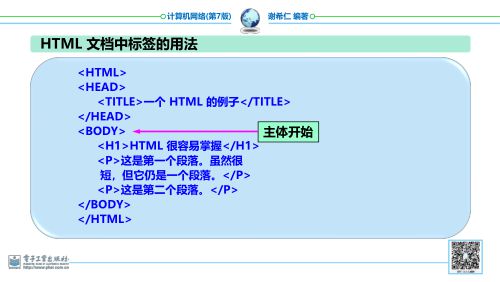 计算机网络(第7版)
谢希仁 编著
HTML 文档中标签的用法
<HTML>
<HEAD>
<TITLE>一个 HTML 的例子</TITLE>
</HEAD>
<BODY>
主体开始
<H1>HTML 很容易掌握</H1>
<P>这是第一个段落。虽然很
短，但它仍是一个段落。</P>
<P>这是第二个段落。</P>
</BODY>
</HTML>
电子工业出版社
http://www.phei.com.cn